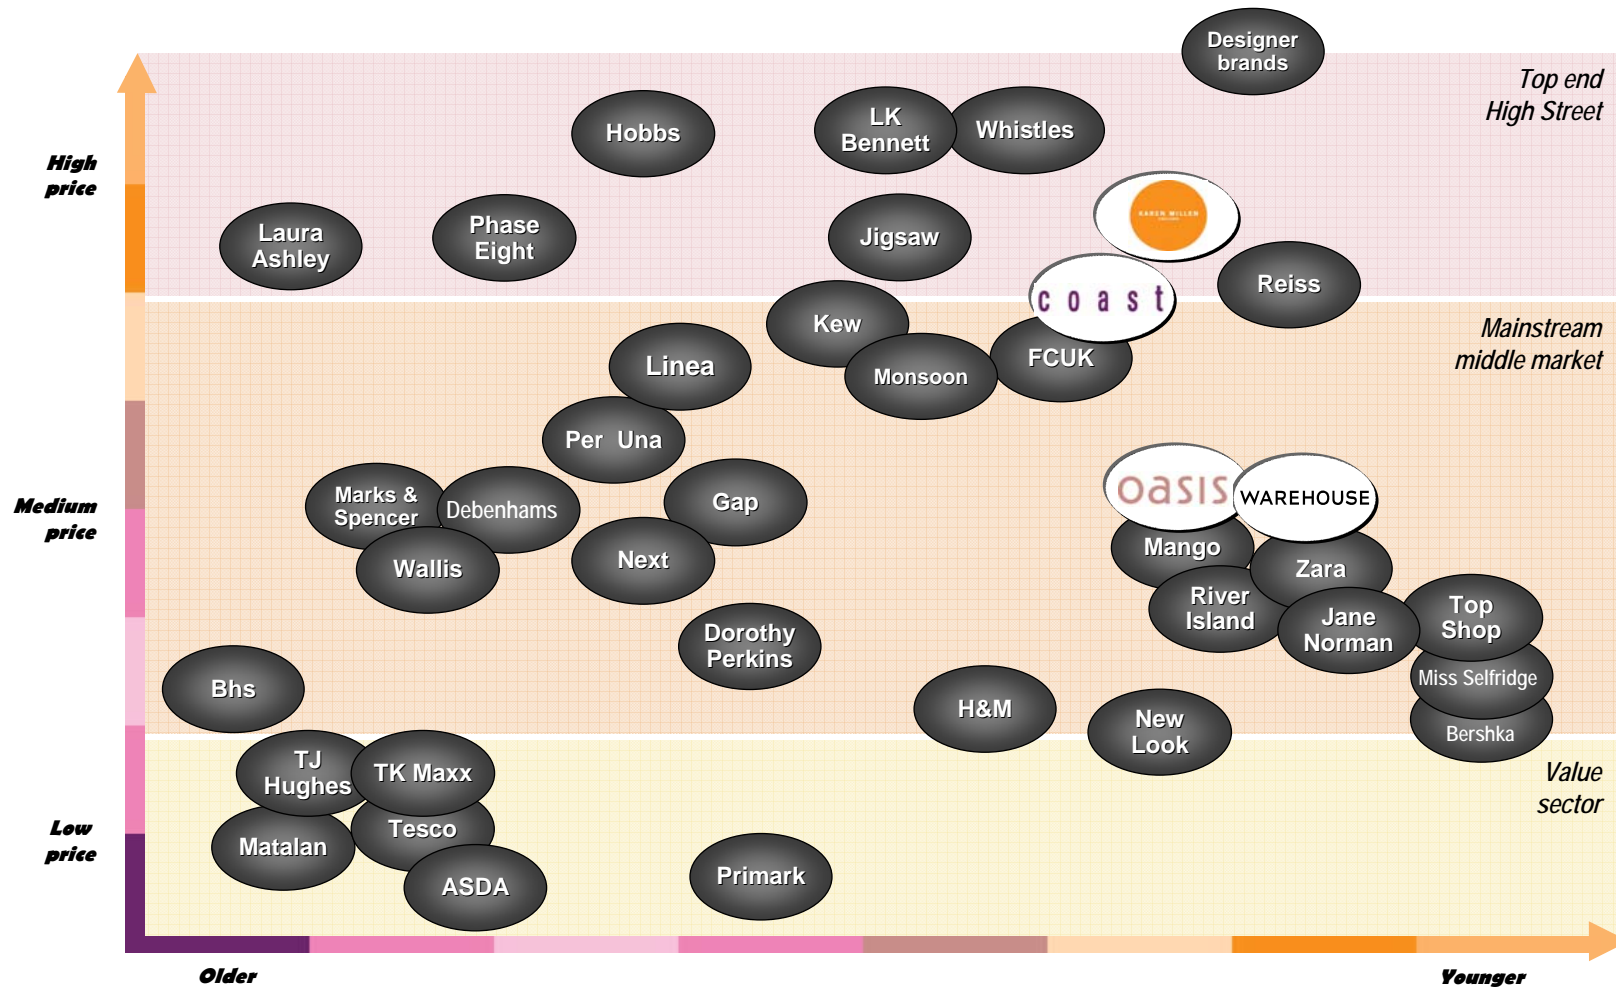 Designer
brands
Top end
High Street
Hobbs
LK
Bennett
Whistles
High
price
KAREN MILLEN
Laura
Ashley
Phase
Eight
Jigsaw
Reiss
coast
Kew
Mainstream
middle market
Linea
Monsoon
FCUK
Per Una
Marks &
Spencer
Debenhams
Gap
oasis
WAREHOUSE
Medium
price
Wallis
Next
Mango
Zara
River
Island
Jane
Norman
Top
Shop
Dorothy
Perkins
Miss Selfridge
Bhs
H&M
New
Look
Bershka
TJ
Hughes
TK Maxx
Value
sector
Low
price
Matalan
Tesco
ASDA
Primark
Older
Younger